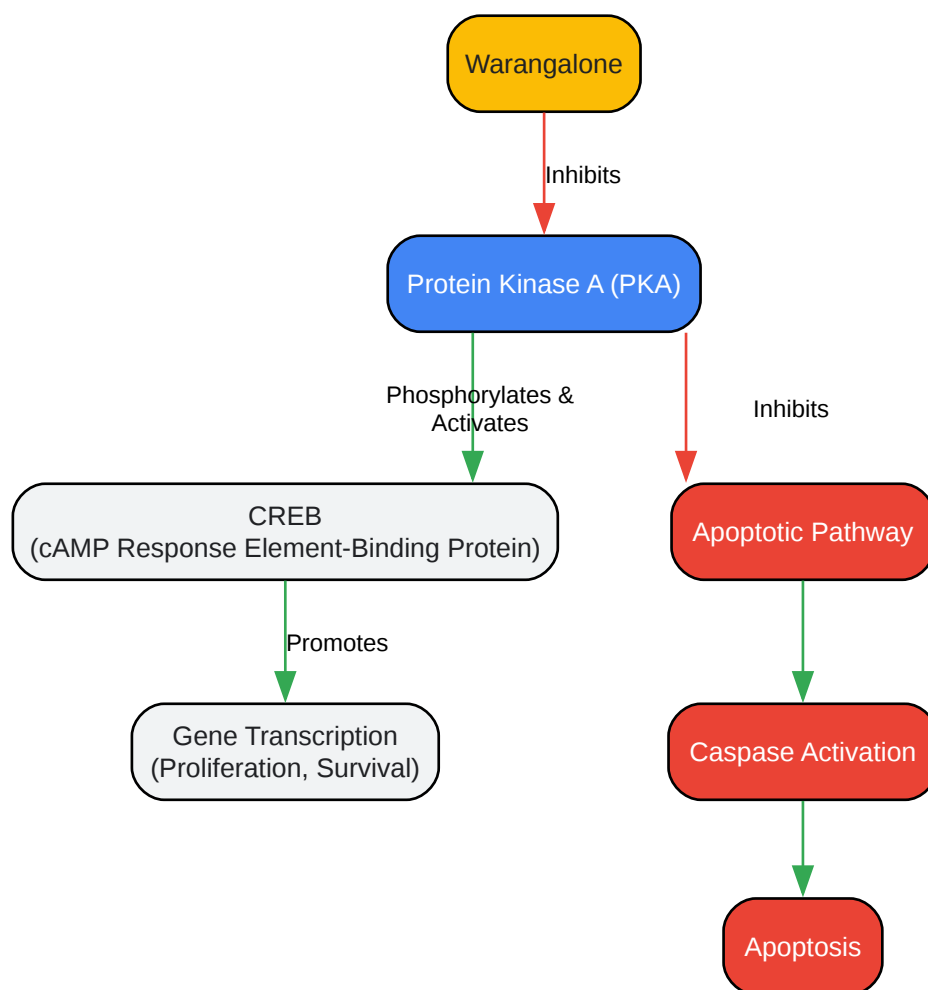 Warangalone
Inhibits
Protein Kinase A (PKA)
Phosphorylates &
Activates
Inhibits
CREB
(cAMP Response Element-Binding Protein)
Apoptotic Pathway
Promotes
Gene Transcription
(Proliferation, Survival)
Caspase Activation
Apoptosis